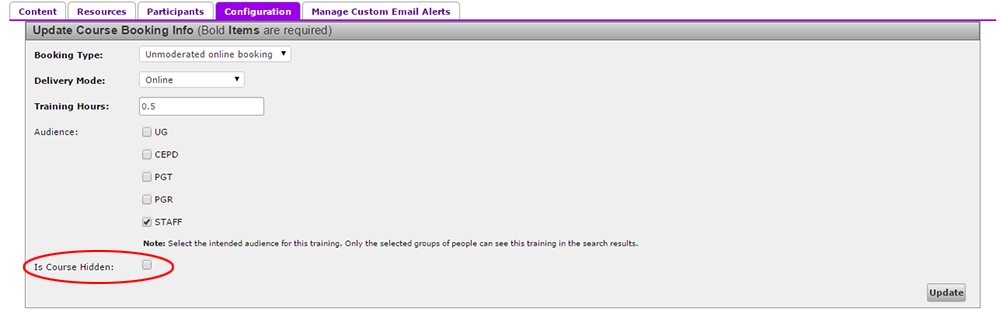 Content Resources Participants Configuration Manage Custom Email Alerts
Update Course Booking Info (Bold Items are required)
Booking Type: Unmoderated online booking
Delivery Mode: Online
Training Hours: 0.5
Audience: UG
CEPD
PGT
PGR
STAFF
Note: Select the intended audience for this training. Only the selected groups of people can see this training in the search results.
Is Course Hidden:
Update